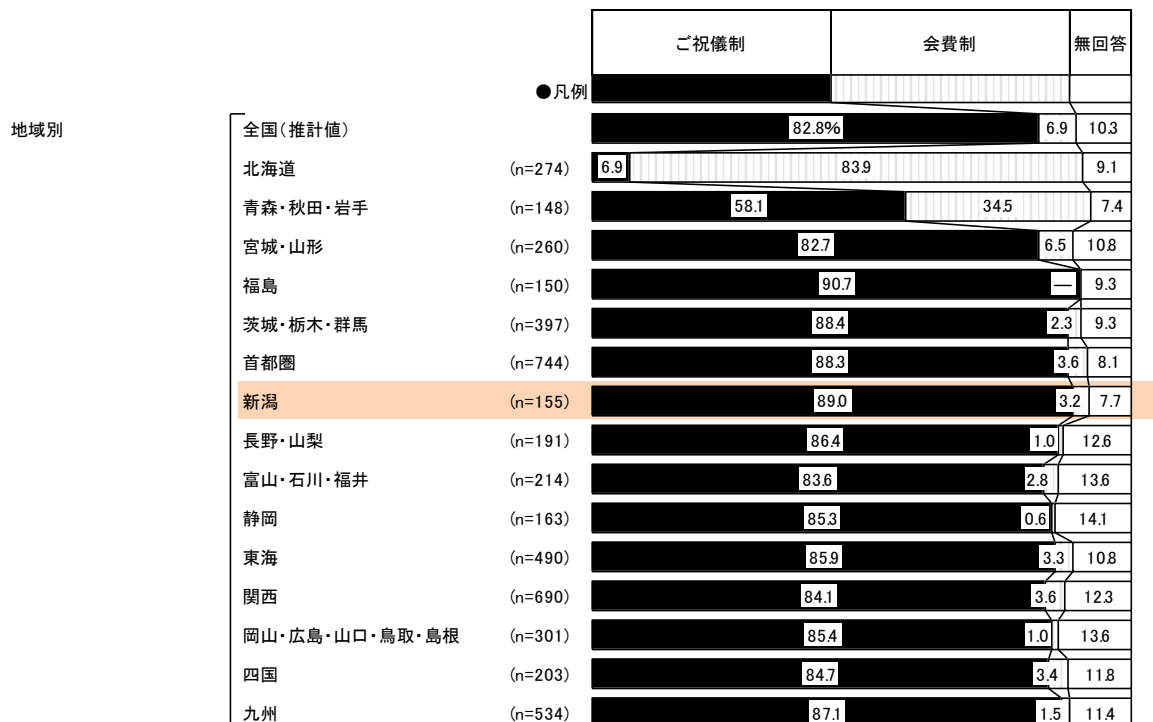 ご祝儀制 会費制 無回答
●凡例
地域別 全国(推計値) 82.8% 6.9 10.3
北海道 (n=274) 6.9 83.9 9.1
青森・秋田・岩手 (n=148) 58.1 34.5 7.4
宮城・山形 (n=260) 82.7 6.5 10.8
福島 (n=150) 90.7 ― 9.3
茨城・栃木・群馬 (n=397) 88.4 2.3 9.3
首都圏 (n=744) 88.3 3.6 8.1
新潟 (n=155) 89.0 3.2 7.7
長野・山梨 (n=191) 86.4 1.0 12.6
富山・石川・福井 (n=214) 83.6 2.8 13.6
静岡 (n=163) 85.3 0.6 14.1
東海 (n=490) 85.9 3.3 10.8
関西 (n=690) 84.1 3.6 12.3
岡山・広島・山口・鳥取・島根 (n=301) 85.4 1.0 13.6
四国 (n=203) 84.7 3.4 11.8
九州 (n=534) 87.1 1.5 11.4